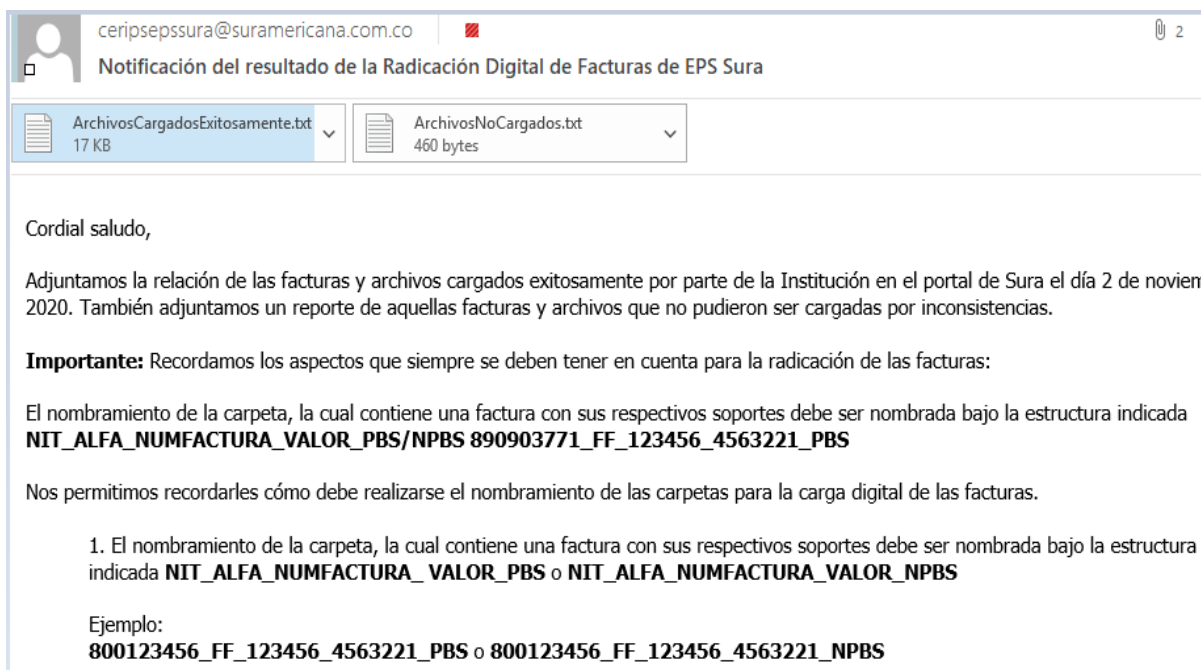 ceripsepssura@suramericana.com.co
2
Notificación del resultado de la Radicación Digital de Facturas de EPS Sura
ArchivosCargadosExitosamente.txt
17 KB
ArchivosNoCargados.txt
460 bytes
Cordial saludo,
Adjuntamos la relación de las facturas y archivos cargados exitosamente por parte de la Institución en el portal de Sura el día 2 de noviem
2020. También adjuntamos un reporte de aquellas facturas y archivos que no pudieron ser cargadas por inconsistencias.
Importante: Recordamos los aspectos que siempre se deben tener en cuenta para la radicación de las facturas:
El nombramiento de la carpeta, la cual contiene una factura con sus respectivos soportes debe ser nombrada bajo la estructura indicada
NIT_ALFA_NUMFACTURA_VALOR_PBS/NPBS 890903771_FF_123456_4563221_PBS
Nos permitimos recordarles cómo debe realizarse el nombramiento de las carpetas para la carga digital de las facturas.
1. El nombramiento de la carpeta, la cual contiene una factura con sus respectivos soportes debe ser nombrada bajo la estructura
indicada NIT_ALFA_NUMFACTURA_ VALOR_PBS o NIT_ALFA_NUMFACTURA_VALOR_NPBS
Ejemplo:
800123456_FF_123456_4563221_PBS o 800123456_FF_123456_4563221_NPBS